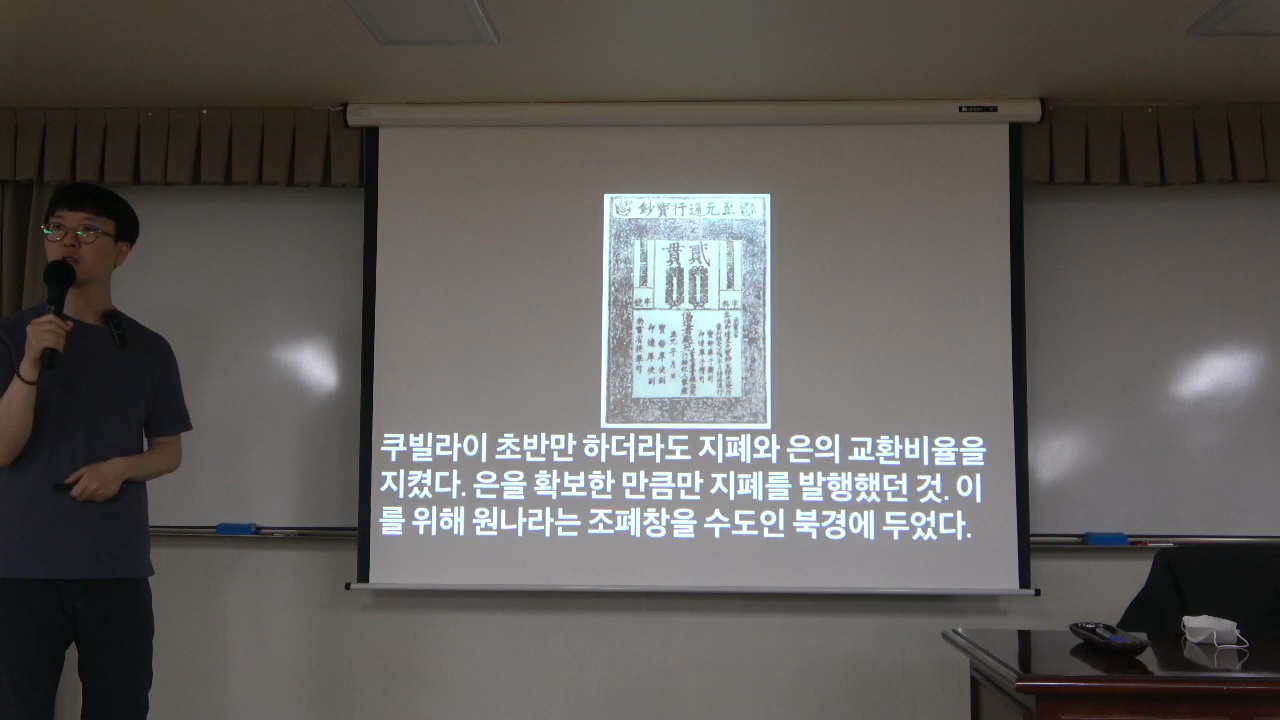 至元通行寶鈔
貳貫
쿠빌라이 초반만 하더라도 지폐와 은의 교환비율을
지켰다. 은을 확보한 만큼만 지폐를 발행했던 것. 이
를 위해 원나라는 조폐창을 수도인 북경에 두었다.